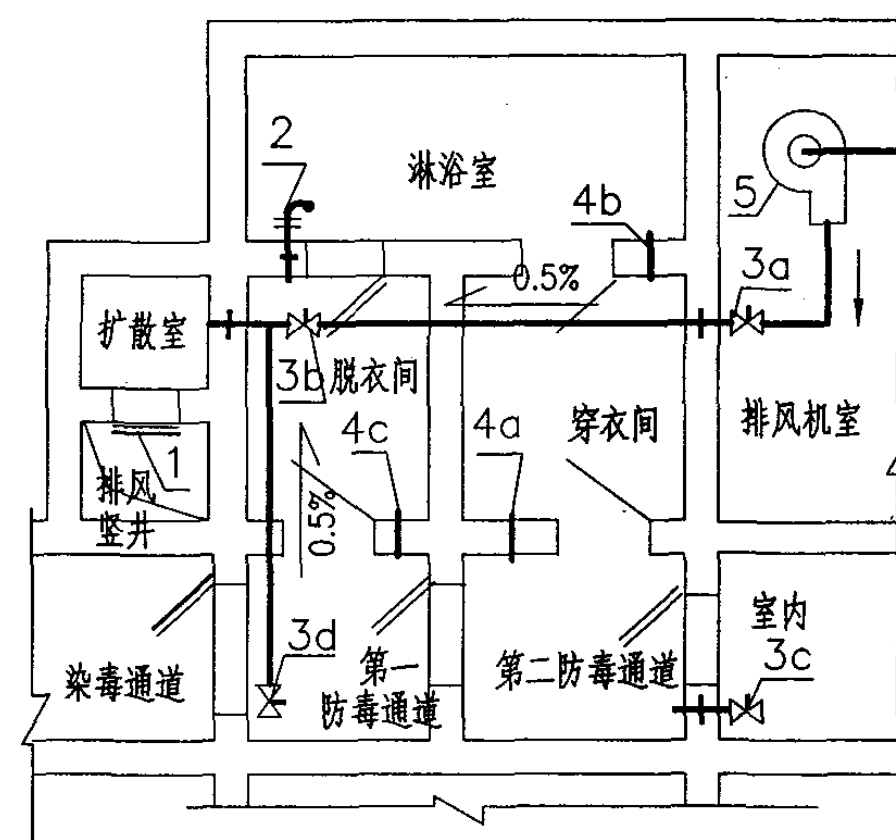 2
淋浴室
4b
5
0.5%
3a
扩散室
3b
脱衣间
4c
4a
穿衣间
排风机室
1
排风
竖井
0.5%
室内
3d
第一
防毒通道
第二防毒通道
3c
染毒通道